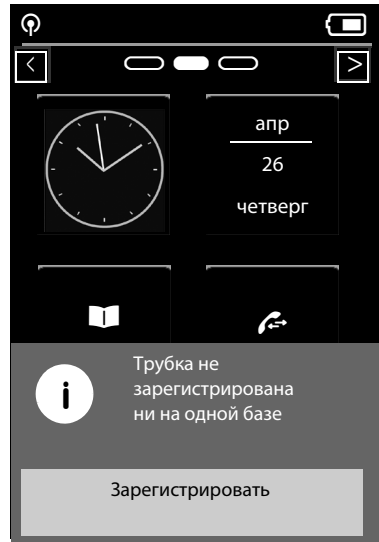 <
>
апр
26
четверг
i
Трубка не
зарегистрирована
ни на одной базе
Зарегистрировать